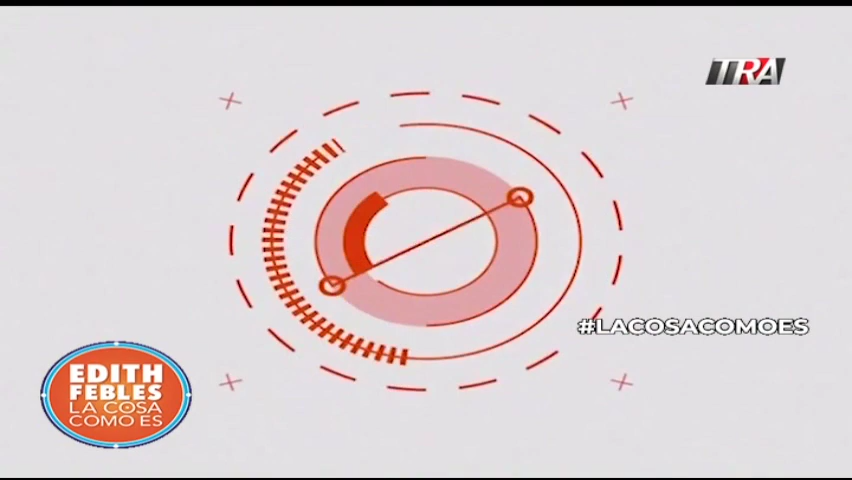 TRA
#LACOSACOMOES
EDITH
FEBLES
LA COSA
COMO ES